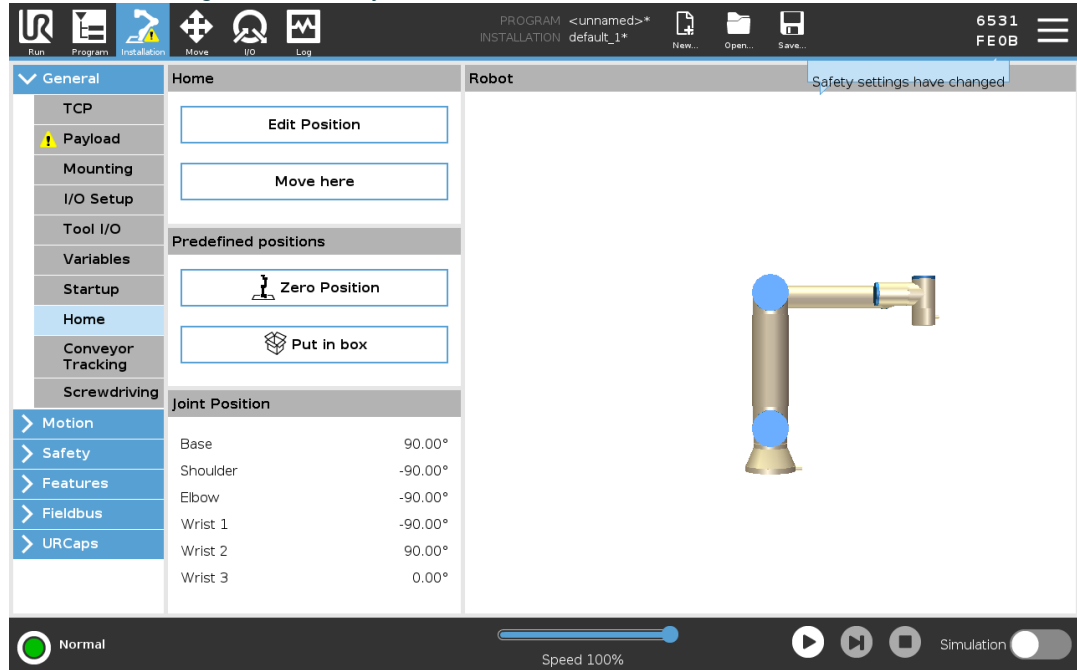 Run
Program
Installation
Move
I/O
Log
PROGRAM <unnamed>*
INSTALLATION default_1*
New...
Open...
Save...
6531
FE0B
General
TCP
Payload
Mounting
I/O Setup
Tool I/O
Variables
Startup
Home
Conveyor
Tracking
Screwdriving
Motion
Safety
Features
Fieldbus
URCaps
Home
Edit Position
Move here
Predefined positions
Zero Position
Put in box
Joint Position
Base 90.00°
Shoulder -90.00°
Elbow -90.00°
Wrist 1 -90.00°
Wrist 2 90.00°
Wrist 3 0.00°
Robot
Safety settings have changed
Normal
Speed 100%
Simulation